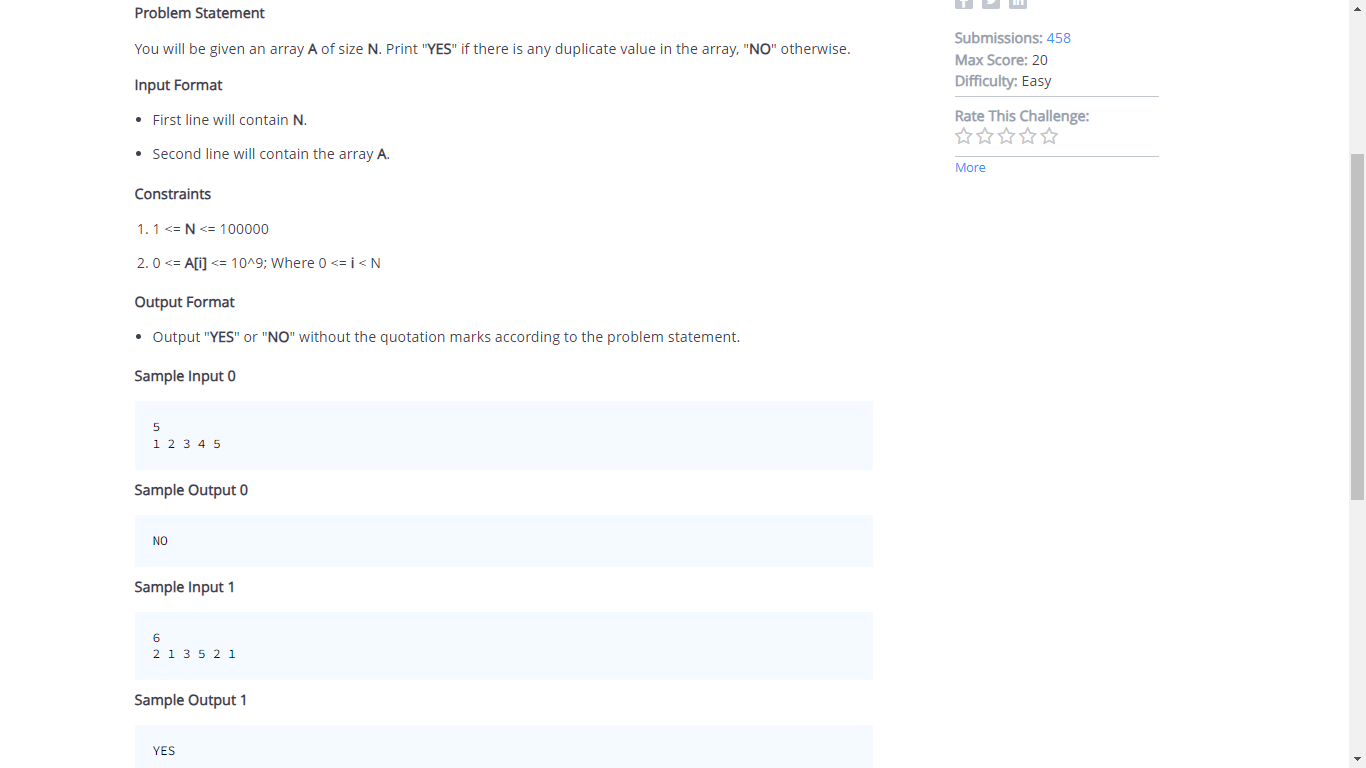 Problem Statement
You will be given an array A of size N. Print "YES" if there is any duplicate value in the array, "NO" otherwise.
Input Format
• First line will contain N.
• Second line will contain the array A.
Constraints
1. 1 <= N <= 100000
2. 0 <= A[i] <= 10^9; Where 0 <= i < N
Output Format
• Output "YES" or "NO" without the quotation marks according to the problem statement.
Sample Input 0
5
1 2 3 4 5
Sample Output 0
NO
Sample Input 1
6
2 1 3 5 2 1
Sample Output 1
YES
Submissions: 458
Max Score: 20
Difficulty: Easy
Rate This Challenge:
More